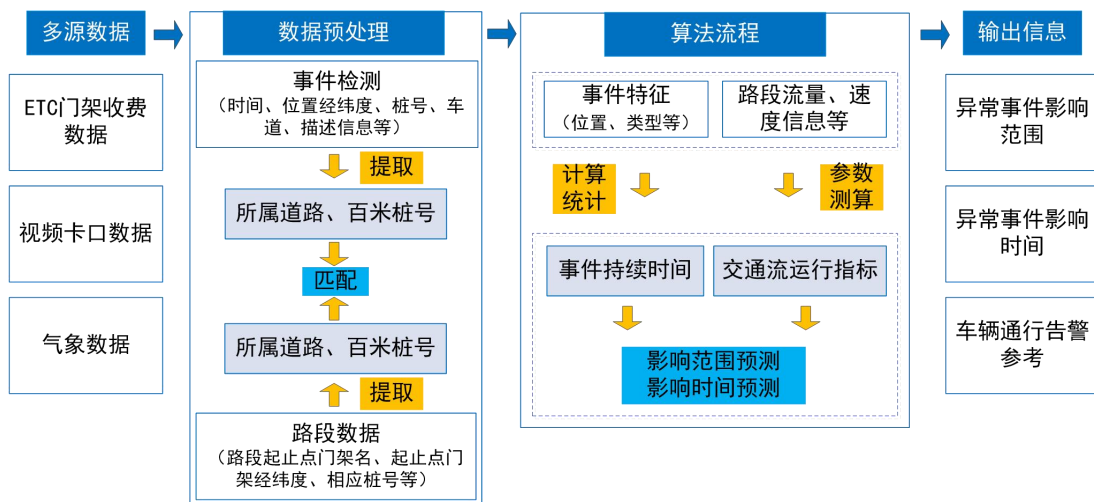 多源数据
数据预处理
算法流程
输出信息
ETC门架收费
数据
视频卡口数据
气象数据
事件检测
（时间、位置经纬度、桩号、车
道、描述信息等）
提取
所属道路、百米桩号
匹配
所属道路、百米桩号
提取
路段数据
（路段起止点门架名、起止点门
架经纬度、相应桩号等）
事件特征
（位置、类型等）
路段流量、速
度信息等
计算
统计
参数
测算
事件持续时间
交通流运行指标
影响范围预测
影响时间预测
异常事件影响
范围
异常事件影响
时间
车辆通行告警
参考